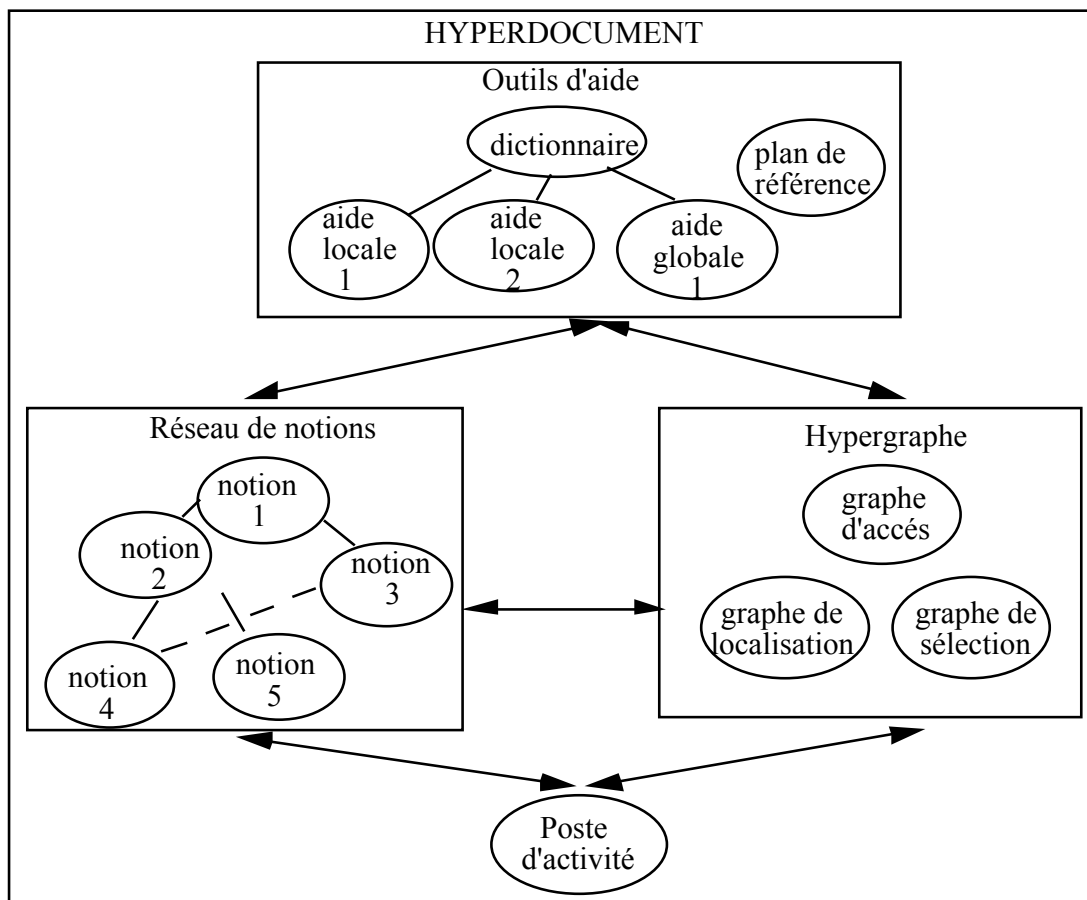 HYPERDOCUMENT
Outils d'aide
dictionnaire
plan de
référence
aide
locale
1
aide
locale
2
aide
globale
1
Réseau de notions
notion
1
notion
2
notion
3
notion
4
notion
5
Hypergraphe
graphe
d'accés
graphe de
localisation
graphe de
sélection
Poste
d'activité